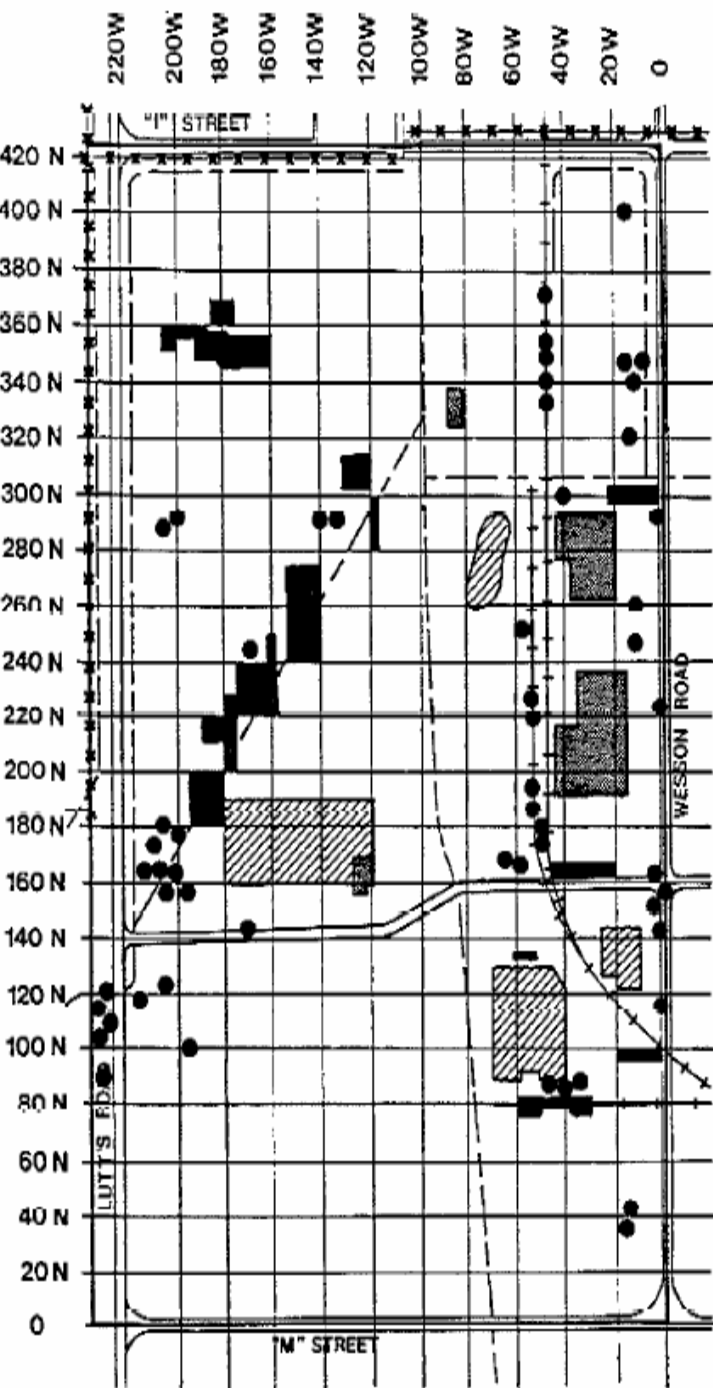 220W
200W
180W
160W
140W
120W
100W
80W
60W
40W
20W
0
"I" STREET
420 N
400 N
380 N
360 N
340 N
320 N
300 N
280 N
260 N
240 N
220 N
200 N
180 N
160 N
140 N
120 N
100 N
80 N
60 N
40 N
20 N
0
WESSON ROAD
LUTT'S ROAD
"M" STREET